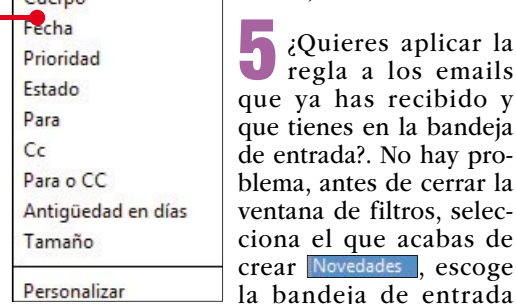 Cuerpo
Fecha
Prioridad
Estado
Para
Cc
Para o CC
Antigüedad en días
Tamaño
Personalizar
5 ¿Quieres aplicar la
regla a los emails
que ya has recibido y
que tienes en la bandeja
de entrada?. No hay pro-
blema, antes de cerrar la
ventana de filtros, selec-
ciona el que acabas de
crear Novedades , escoge
la bandeja de entrada